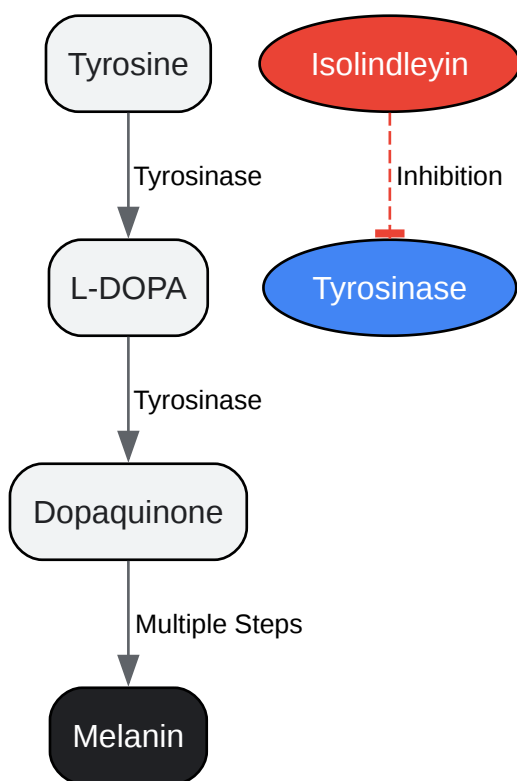 Tyrosine
Isolindleyin
Tyrosinase
Inhibition
L-DOPA
Tyrosinase
Tyrosinase
Dopaquinone
Multiple Steps
Melanin